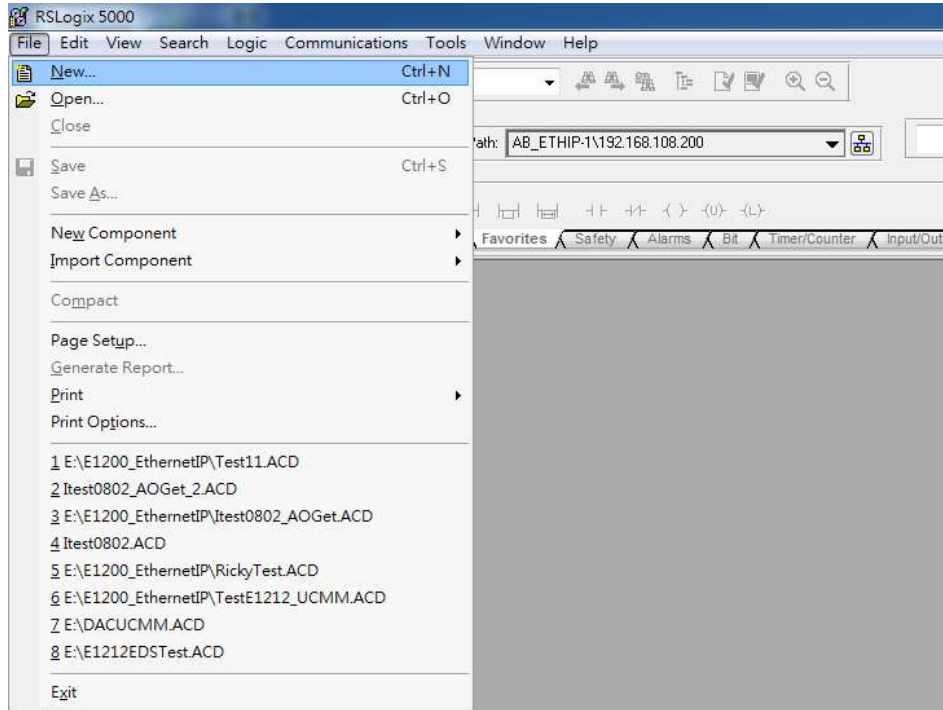 RSLogix 5000
File Edit View Search Logic Communications Tools Window Help
New... Ctrl+N
Open... Ctrl+O
Close
Path: AB_ETHIP-1\192.168.108.200
Save Ctrl+S
Save As...
New Component
Favorites Safety Alarms Bit Timer/Counter Input/Out
Import Component
Compact
Page Setup...
Generate Report...
Print
Print Options...
1 E:\E1200_EthernetIP\Test11.ACD
2 Itest0802_AOGet_2.ACD
3 E:\E1200_EthernetIP\Itest0802_AOGet.ACD
4 Itest0802.ACD
5 E:\E1200_EthernetIP\RickyTest.ACD
6 E:\E1200_EthernetIP\TestE1212_UCMM.ACD
7 E:\DACUCMM.ACD
8 E:\E1212EDSTest.ACD
Exit